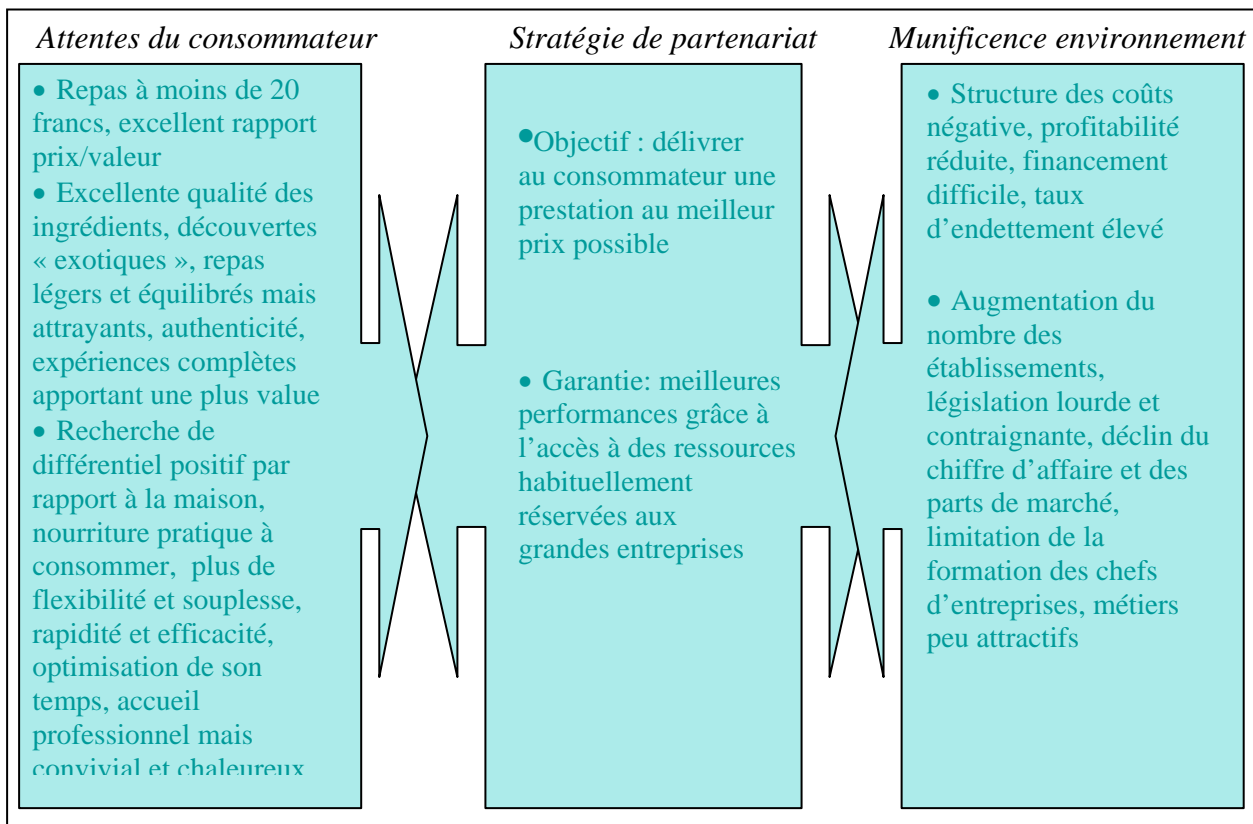 Attentes du consommateur
• Repas à moins de 20
francs, excellent rapport
prix/valeur
• Excellente qualité des
ingrédients, découvertes
« exotiques », repas
légers et équilibrés mais
attrayants, authenticité,
expériences complètes
apportant une plus value
• Recherche de
différentiel positif par
rapport à la maison,
nourriture pratique à
consommer, plus de
flexibilité et souplesse,
rapidité et efficacité,
optimisation de son
temps, accueil
professionnel mais
convivial et chaleureux
Stratégie de partenariat
•Objectif : délivrer
au consommateur une
prestation au meilleur
prix possible
• Garantie: meilleures
performances grâce à
l’accès à des ressources
habituellement
réservées aux
grandes entreprises
Munificence environnement
• Structure des coûts
négative, profitabilité
réduite, financement
difficile, taux
d’endettement élevé
• Augmentation du
nombre des
établissements,
législation lourde et
contraignante, déclin du
chiffre d’affaire et des
parts de marché,
limitation de la
formation des chefs
d’entreprises, métiers
peu attractifs